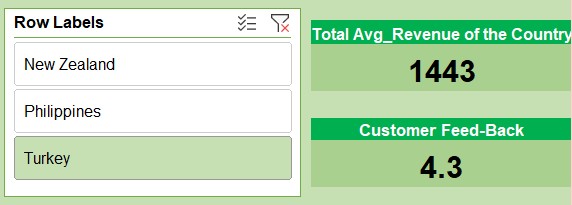 Row Labels
New Zealand
Philippines
Turkey
Total Avg_Revenue of the Country
1443
Customer Feed-Back
4.3